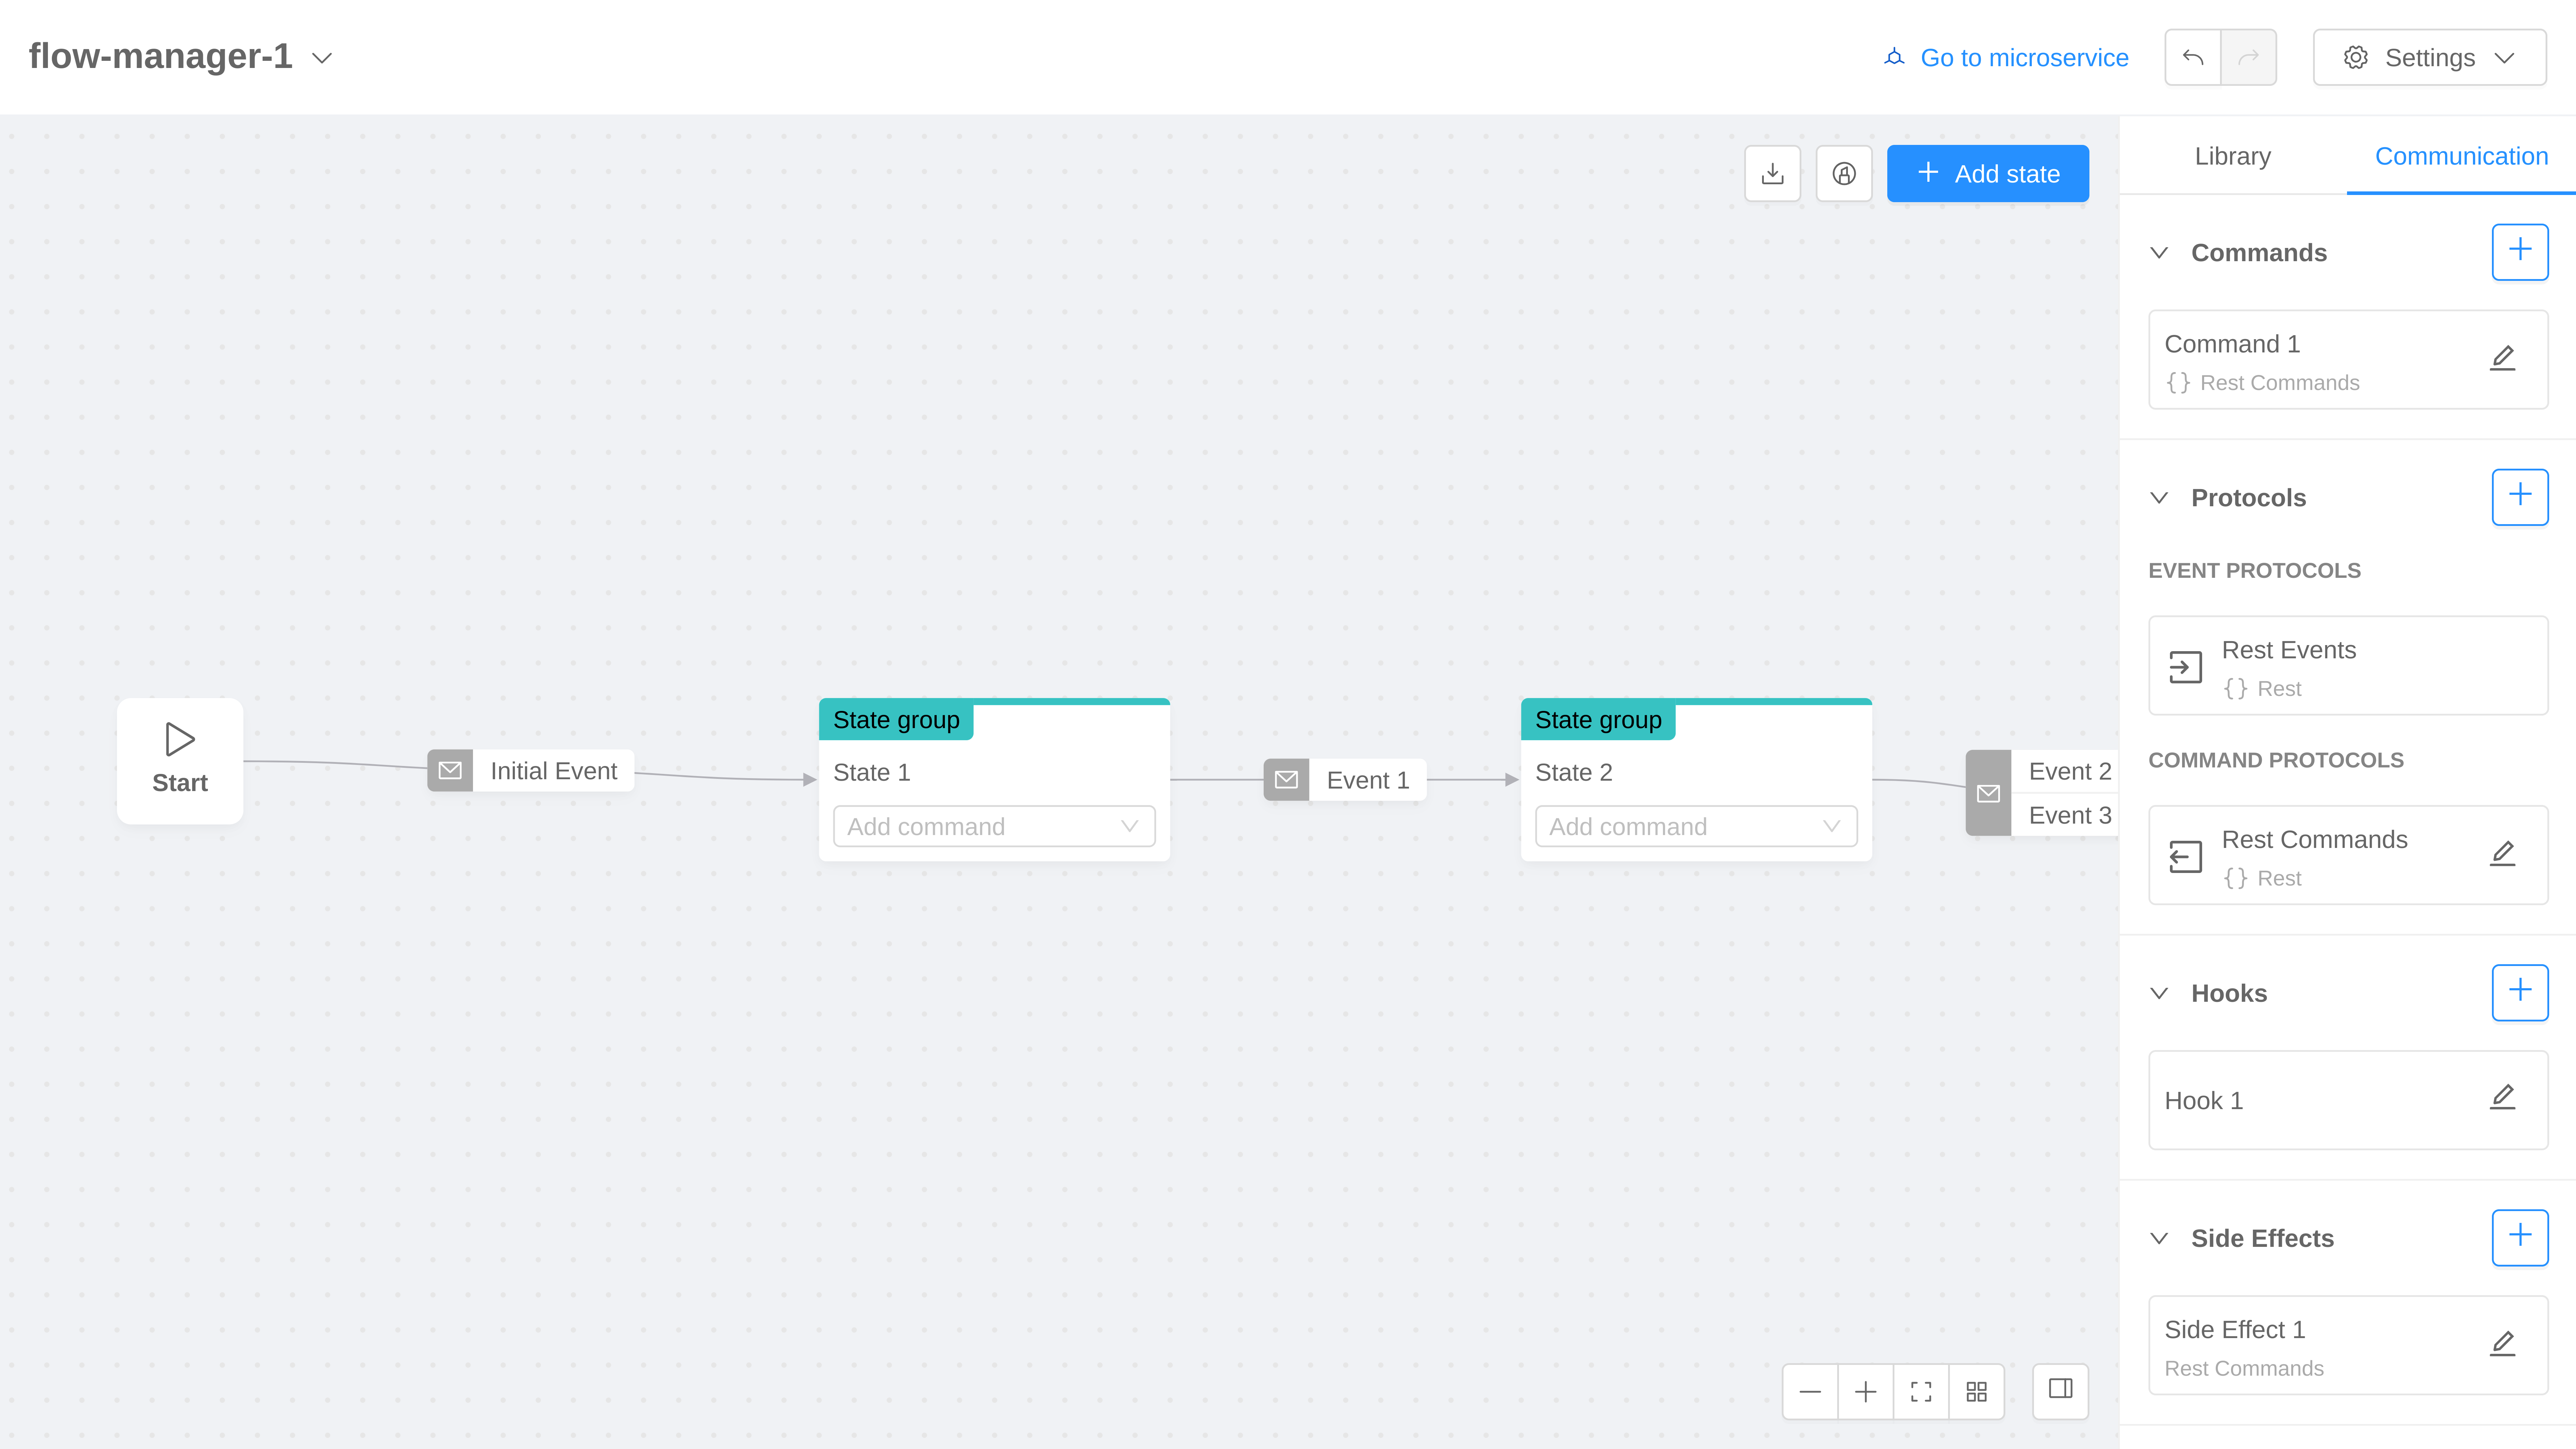 flow-manager-1
Go to microservice
Settings
Add state
Start
Initial Event
State group
State 1
Add command
Event 1
State group
State 2
Add command
Event 2
Event 3
Library
Communication
Commands
Command 1
{} Rest Commands
Protocols
EVENT PROTOCOLS
Rest Events
{} Rest
COMMAND PROTOCOLS
Rest Commands
{} Rest
Hooks
Hook 1
Side Effects
Side Effect 1
Rest Commands